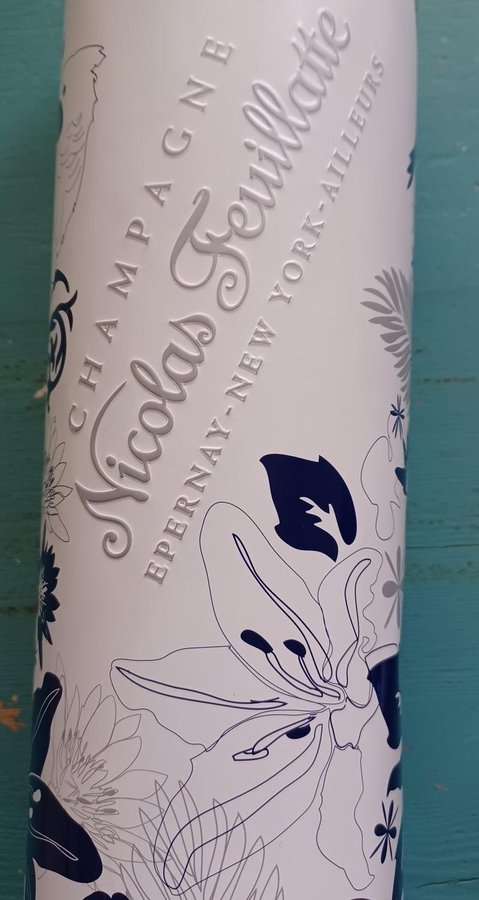 CHAMPAGNE
Nicolas Feuillatte
EPERNAY-NEW YORK-AILLEURS